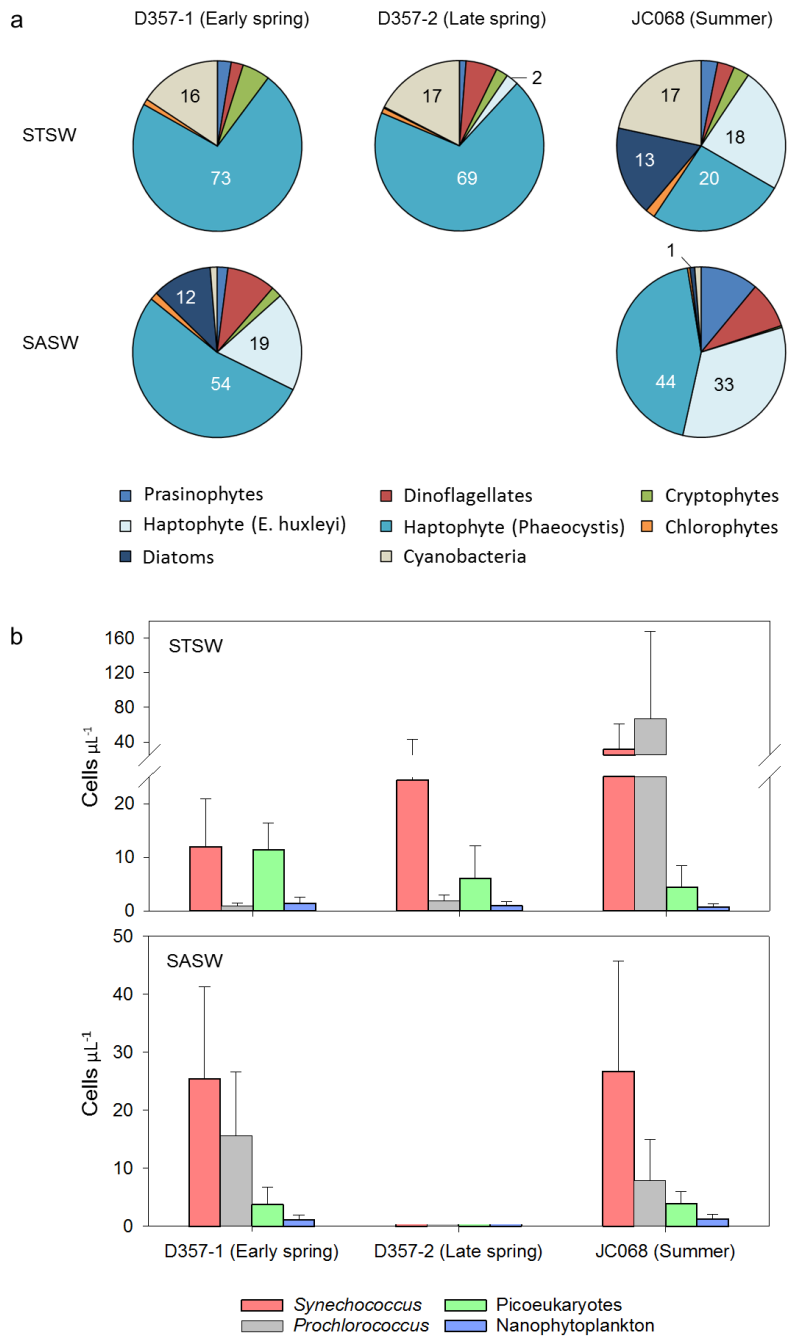 a
D357-1 (Early spring) D357-2 (Late spring) JC068 (Summer)
STSW
16
73
17
2
69
17
18
13
20
SASW
12
19
54
1
44
33
Prasinophytes Dinoflagellates Cryptophytes
Haptophyte (E. huxleyi) Haptophyte (Phaeocystis) Chlorophytes
Diatoms Cyanobacteria
b
STSW
Cells µL-1
160
120
80
40
20
10
0
SASW
Cells µL-1
50
40
30
20
10
0
D357-1 (Early spring) D357-2 (Late spring) JC068 (Summer)
Synechococcus Picoeukaryotes
Prochlorococcus Nanophytoplankton